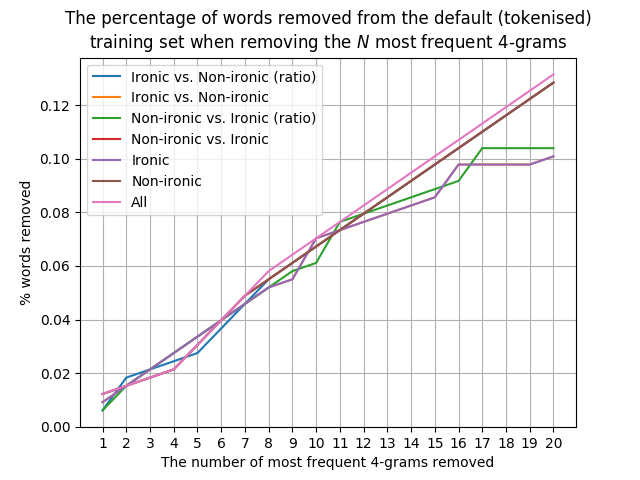 The percentage of words removed from the default (tokenised)
training set when removing the N most frequent 4-grams
Ironic vs. Non-ironic (ratio)
Ironic vs. Non-ironic
Non-ironic vs. Ironic (ratio)
Non-ironic vs. Ironic
Ironic
Non-ironic
All
% words removed
0.12
0.10
0.08
0.06
0.04
0.02
0.00
1 2 3 4 5 6 7 8 9 10 11 12 13 14 15 16 17 18 19 20
The number of most frequent 4-grams removed